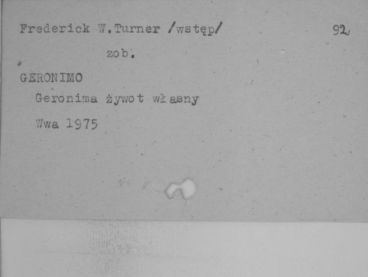 Frederick W.Turner /wstęp/ 92
zob.
GERONIMO
Geronima żywot własny
Wwa 1975